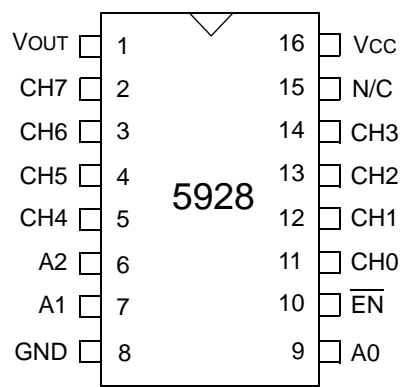 VOUT 1 16 VCC
CH7 2 15 N/C
CH6 3 14 CH3
CH5 4 13 CH2
5928
CH4 5 12 CH1
A2 6 11 CH0
A1 7 10 EN
GND 8 9 A0